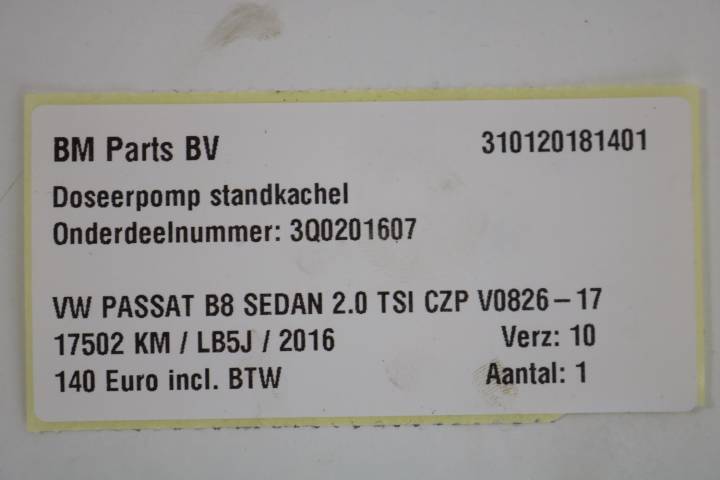 BM Parts BV 310120181401
Doseerpomp standkachel
Onderdeelnummer: 3Q0201607
VW PASSAT B8 SEDAN 2.0 TSI CZP V0826-17
17502 KM / LB5J / 2016 Verz: 10
140 Euro incl. BTW Aantal: 1